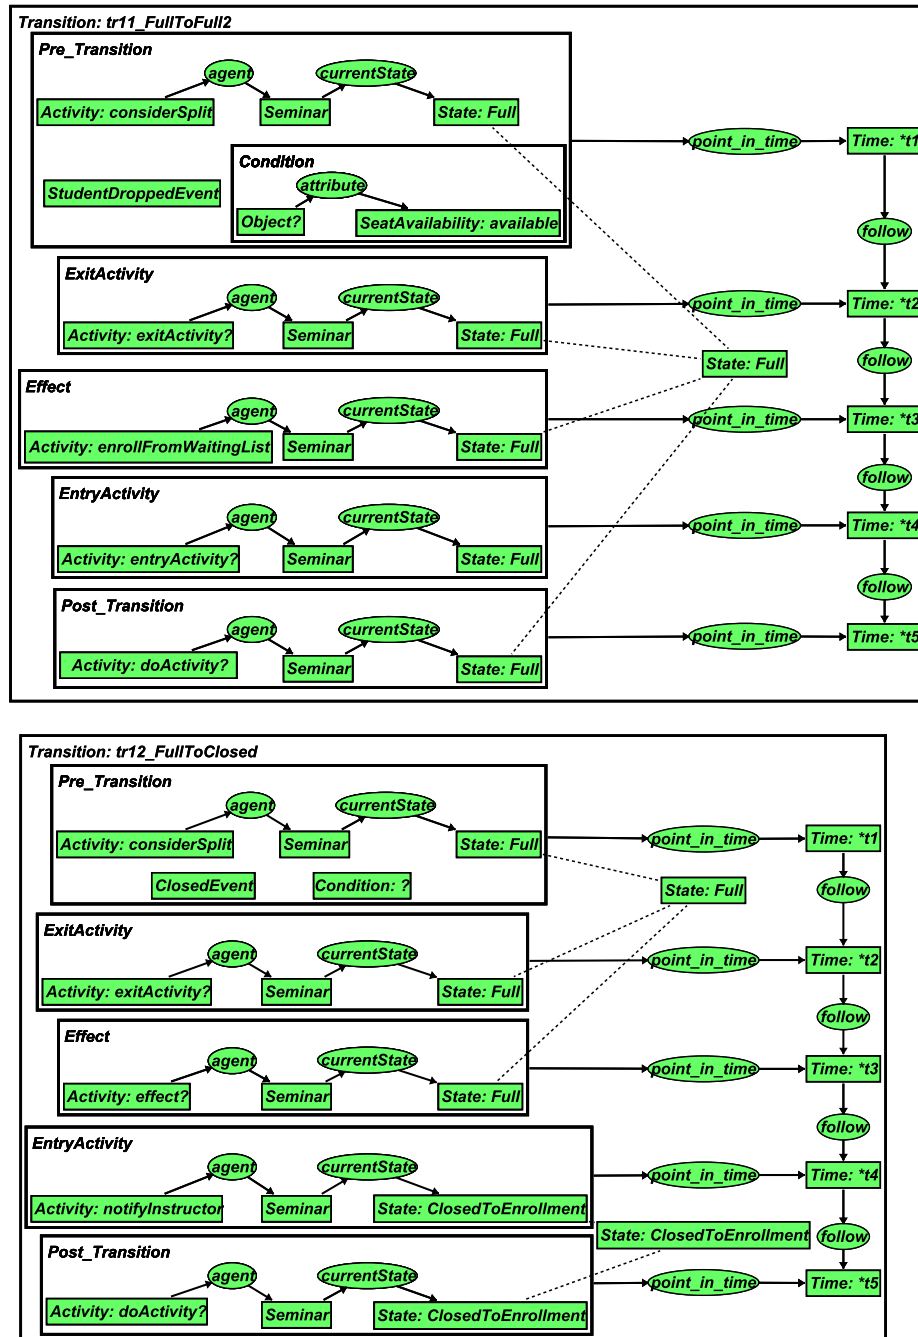 Transition: tr11_FullToFull2
Pre_Transition
agent
currentState
Activity: considerSplit
Seminar
State: Full
point_in_time
Time: *t1
Condition
StudentDroppedEvent
attribute
Object?
SeatAvailability: available
follow
ExitActivity
agent
currentState
Activity: exitActivity?
Seminar
State: Full
point_in_time
Time: *t2
State: Full
follow
Effect
agent
currentState
Activity: enrollFromWaitingList
Seminar
State: Full
point_in_time
Time: *t3
follow
EntryActivity
agent
currentState
Activity: entryActivity?
Seminar
State: Full
point_in_time
Time: *t4
follow
Post_Transition
agent
currentState
Activity: doActivity?
Seminar
State: Full
point_in_time
Time: *t5
Transition: tr12_FullToClosed
Pre_Transition
agent
currentState
Activity: considerSplit
Seminar
State: Full
point_in_time
Time: *t1
ClosedEvent
Condition: ?
State: Full
follow
ExitActivity
agent
currentState
Activity: exitActivity?
Seminar
State: Full
point_in_time
Time: *t2
follow
Effect
agent
currentState
Activity: effect?
Seminar
State: Full
point_in_time
Time: *t3
follow
EntryActivity
agent
currentState
Activity: notifyInstructor
Seminar
State: ClosedToEnrollment
point_in_time
Time: *t4
State: ClosedToEnrollment
follow
Post_Transition
agent
currentState
Activity: doActivity?
Seminar
State: ClosedToEnrollment
point_in_time
Time: *t5